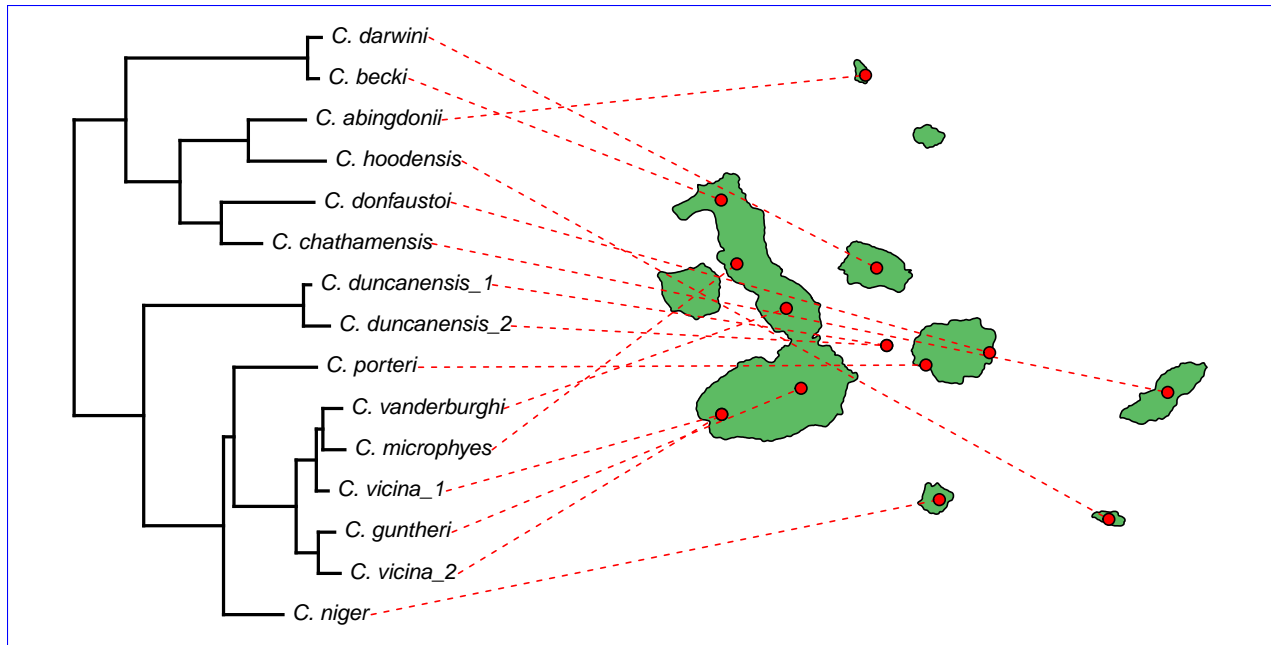 C. darwini
C. becki
C. abingdonii
C. hoodensis
C. donfaustoi
C. chathamensis
C. duncanensis_1
C. duncanensis_2
C. porteri
C. vanderburghi
C. microphyes
C. vicina_1
C. guntheri
C. vicina_2
C. niger